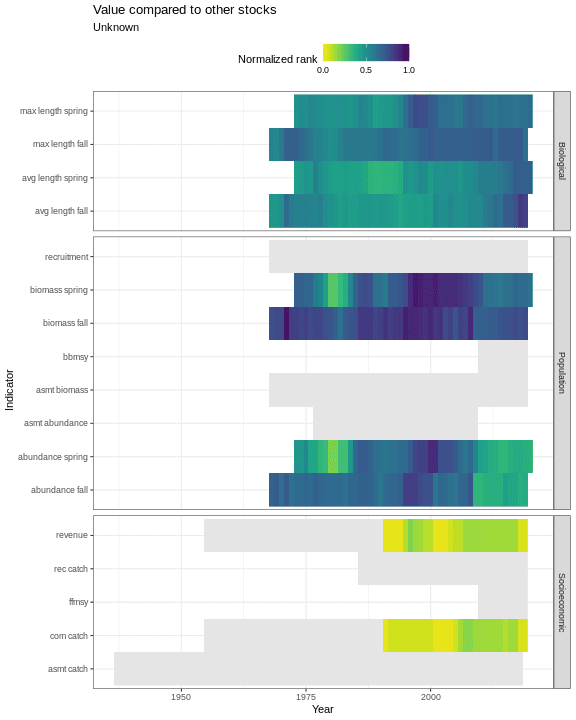 Value compared to other stocks
Unknown
Normalized rank
0.0 0.5 1.0
max length spring
max length fall
avg length spring
avg length fall
Biological
recruitment
biomass spring
biomass fall
bbmsy
asmt biomass
asmt abundance
abundance spring
abundance fall
Population
revenue
rec catch
ffmsy
com catch
asmt catch
Socioeconomic
Indicator
1950 1975 2000
Year